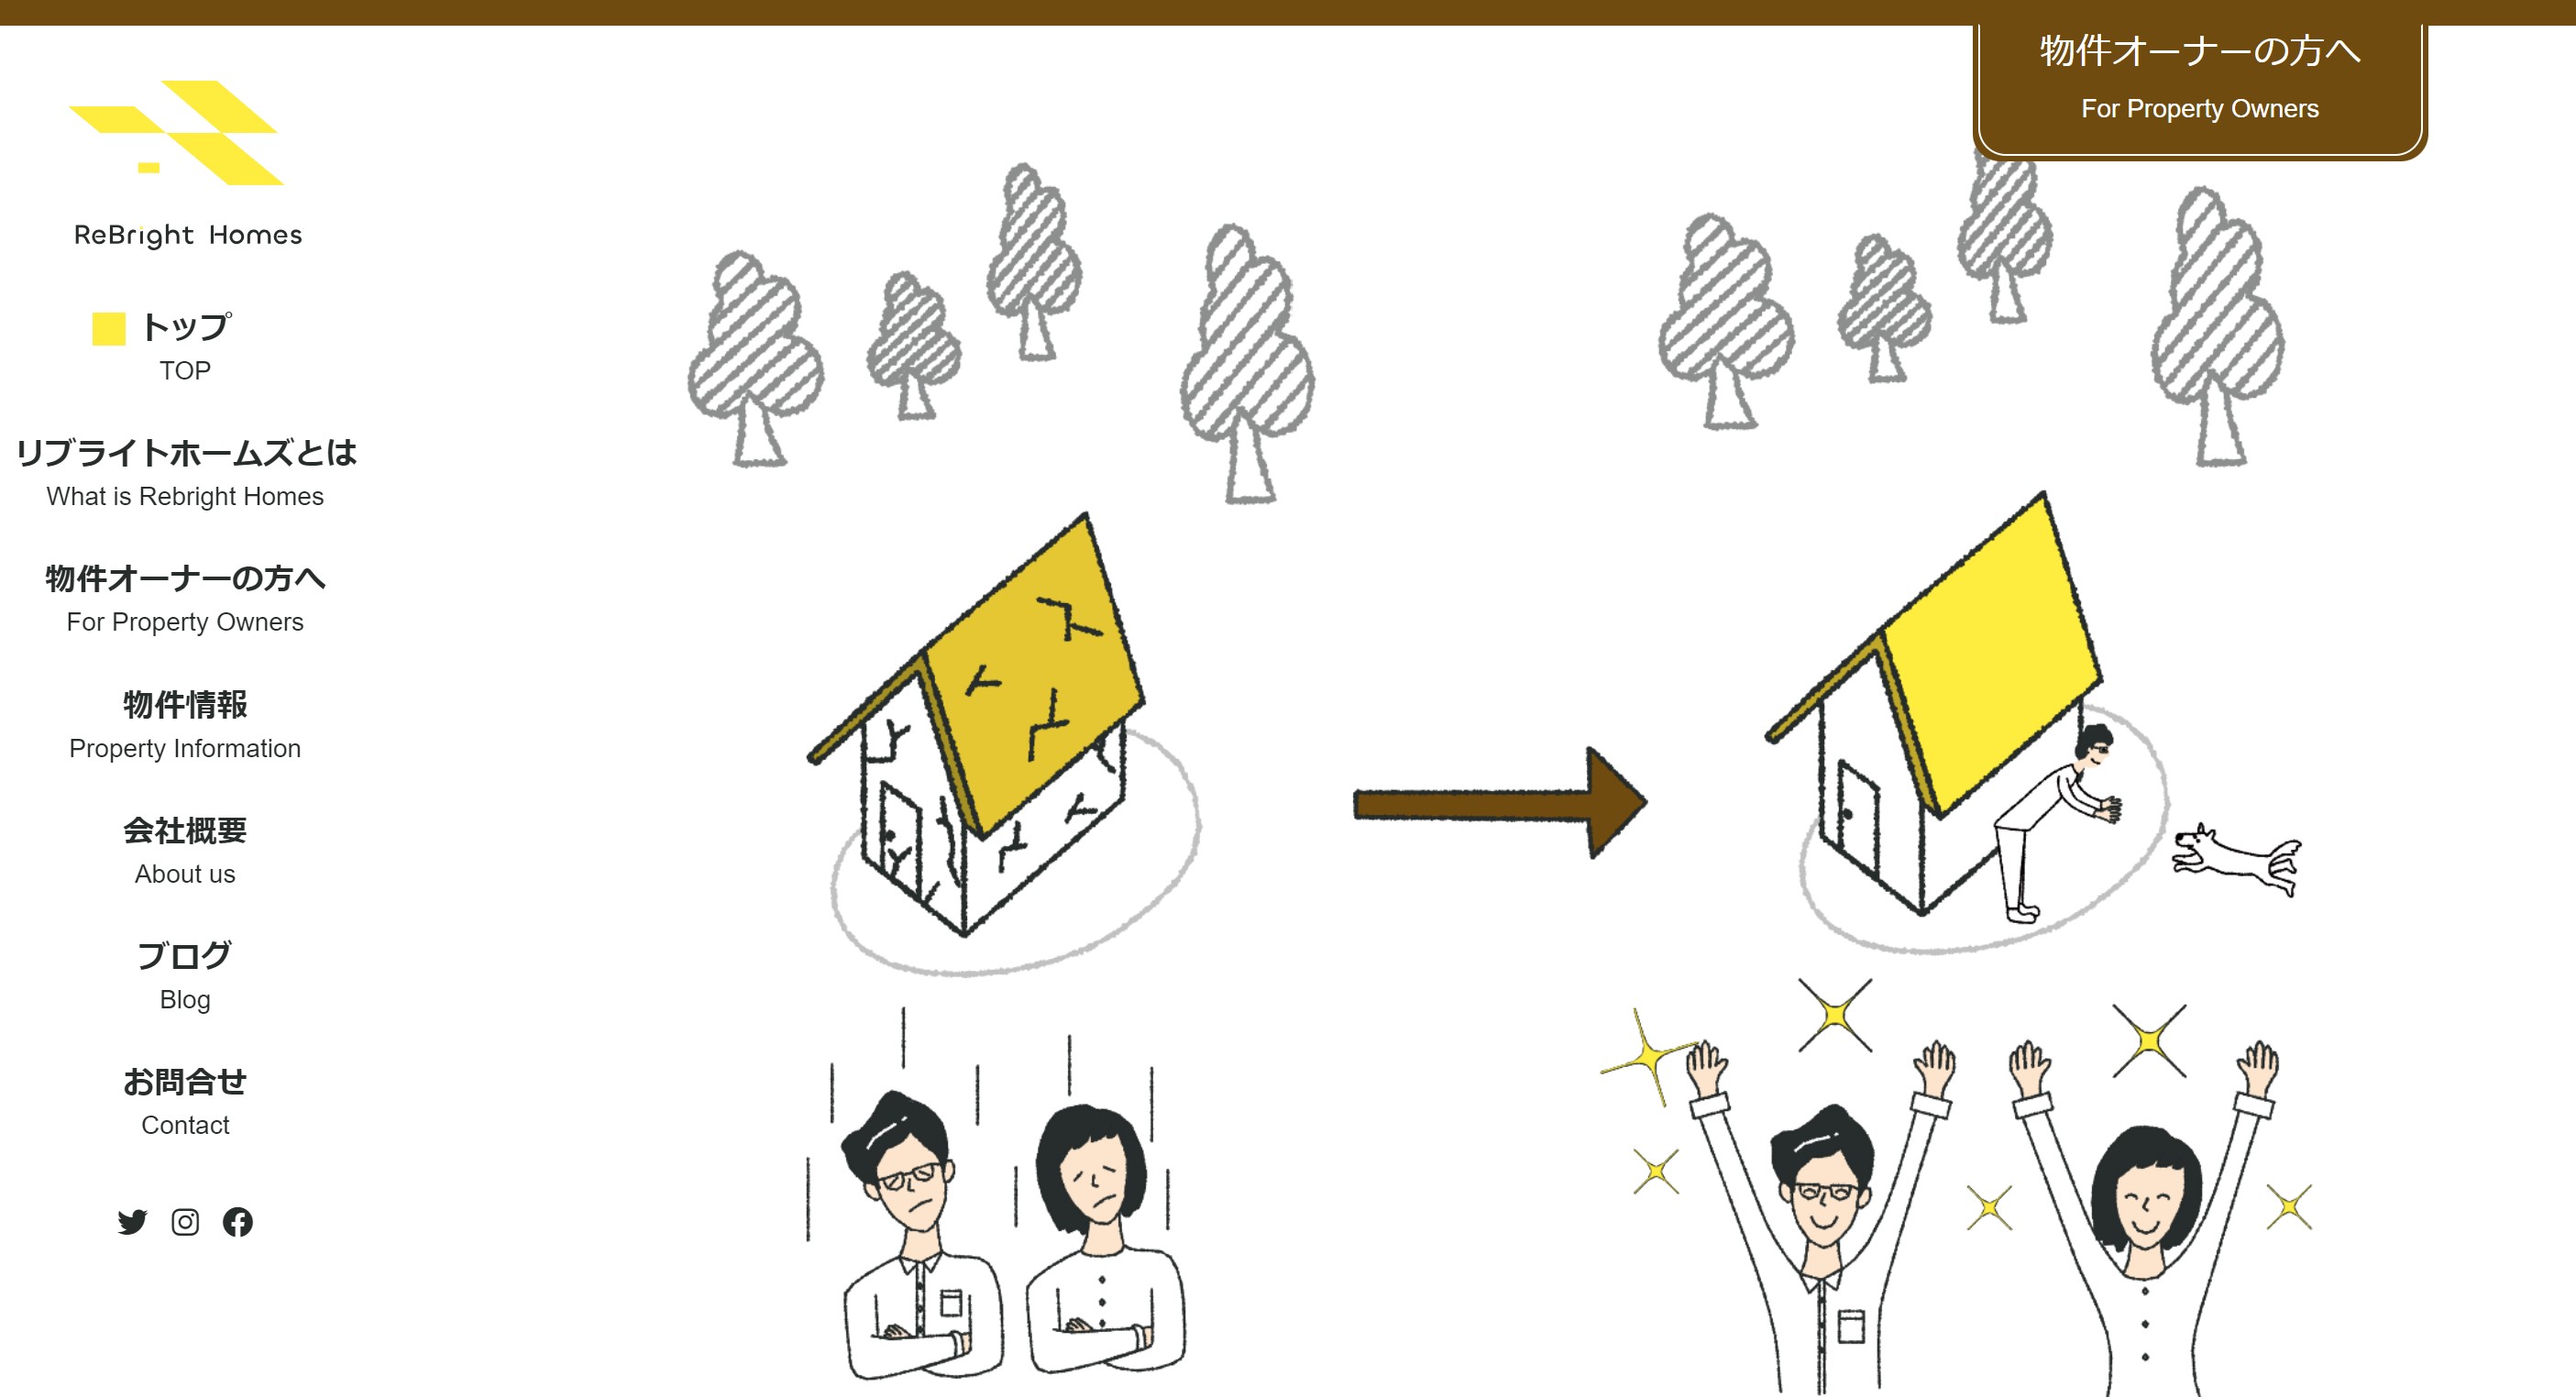 物件オーナーの方へ
For Property Owners
ReBright Homes
トップ
TOP
リブライトホームズとは
What is Rebright Homes
物件オーナーの方へ
For Property Owners
物件情報
Property Information
会社概要
About us
ブログ
Blog
お問合せ
Contact